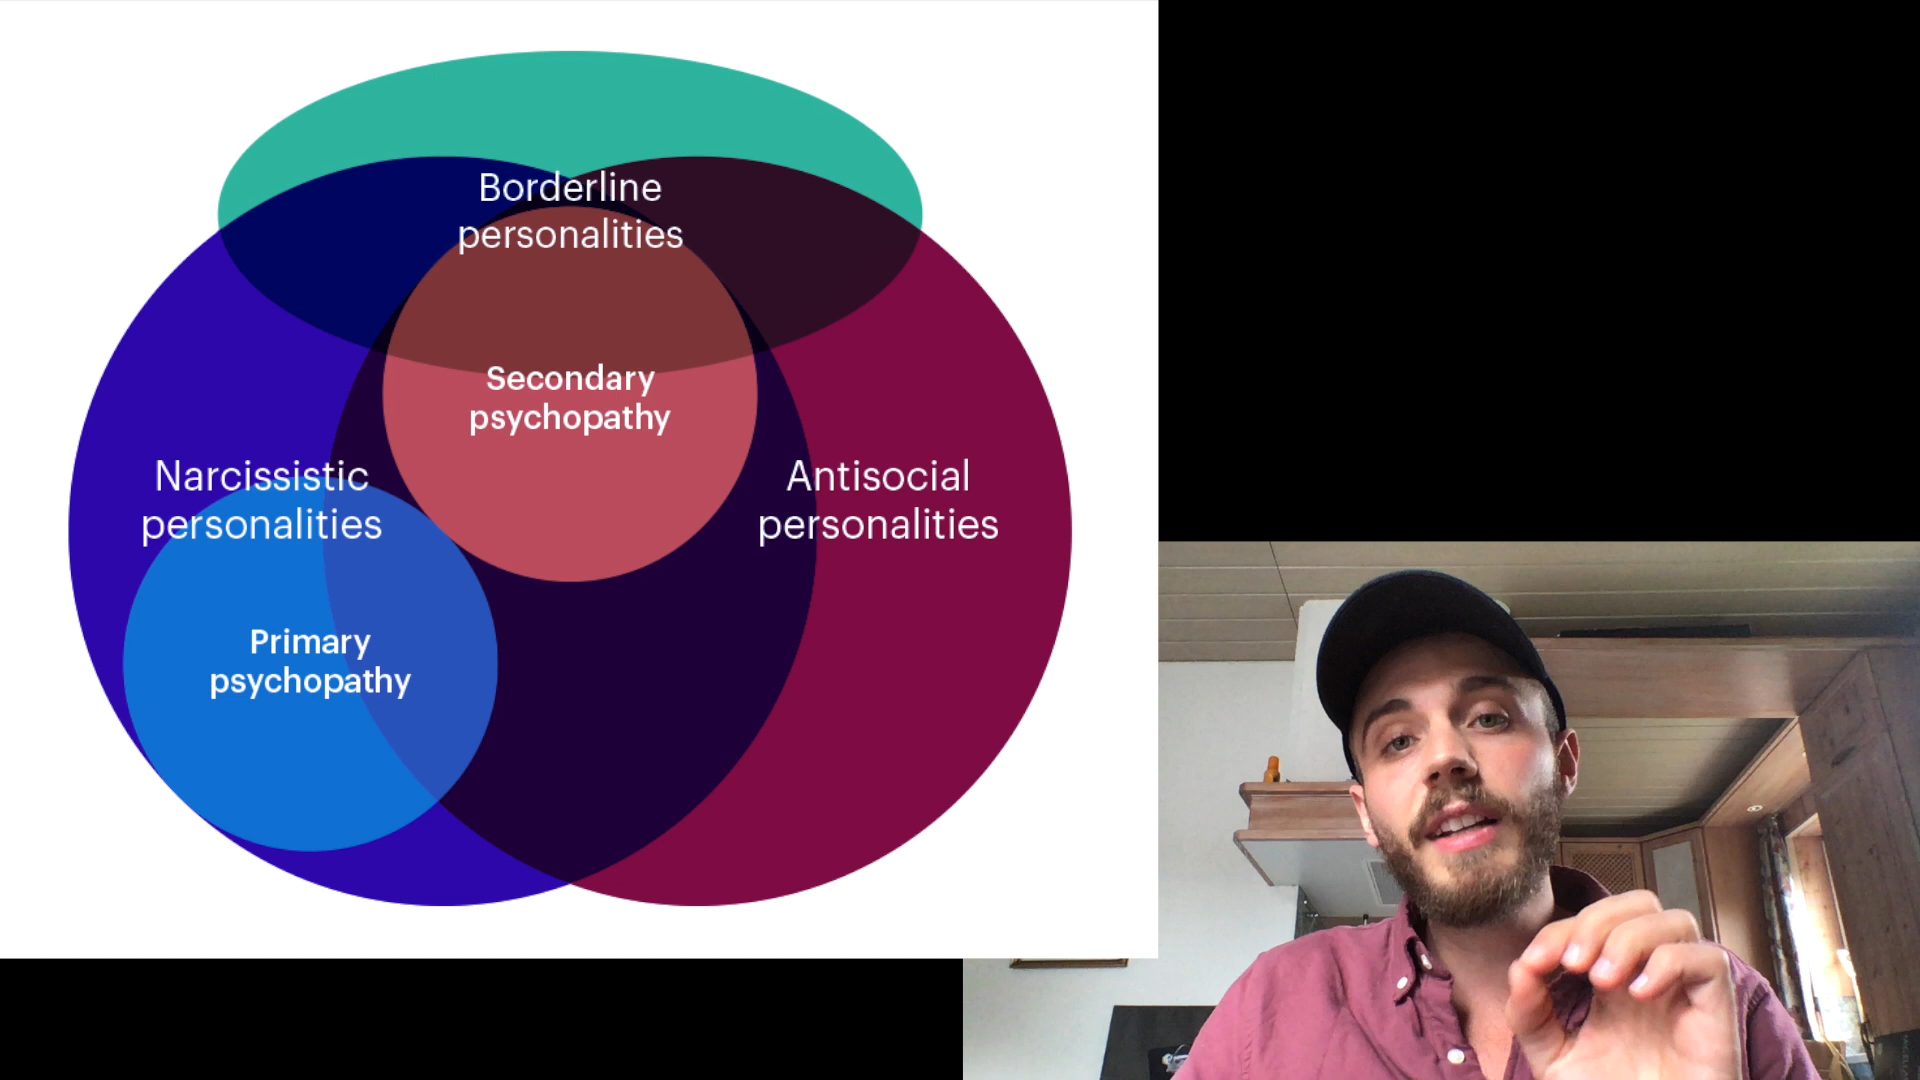 Borderline
personalities
Secondary
psychopathy
Narcissistic
personalities
Antisocial
personalities
Primary
psychopathy